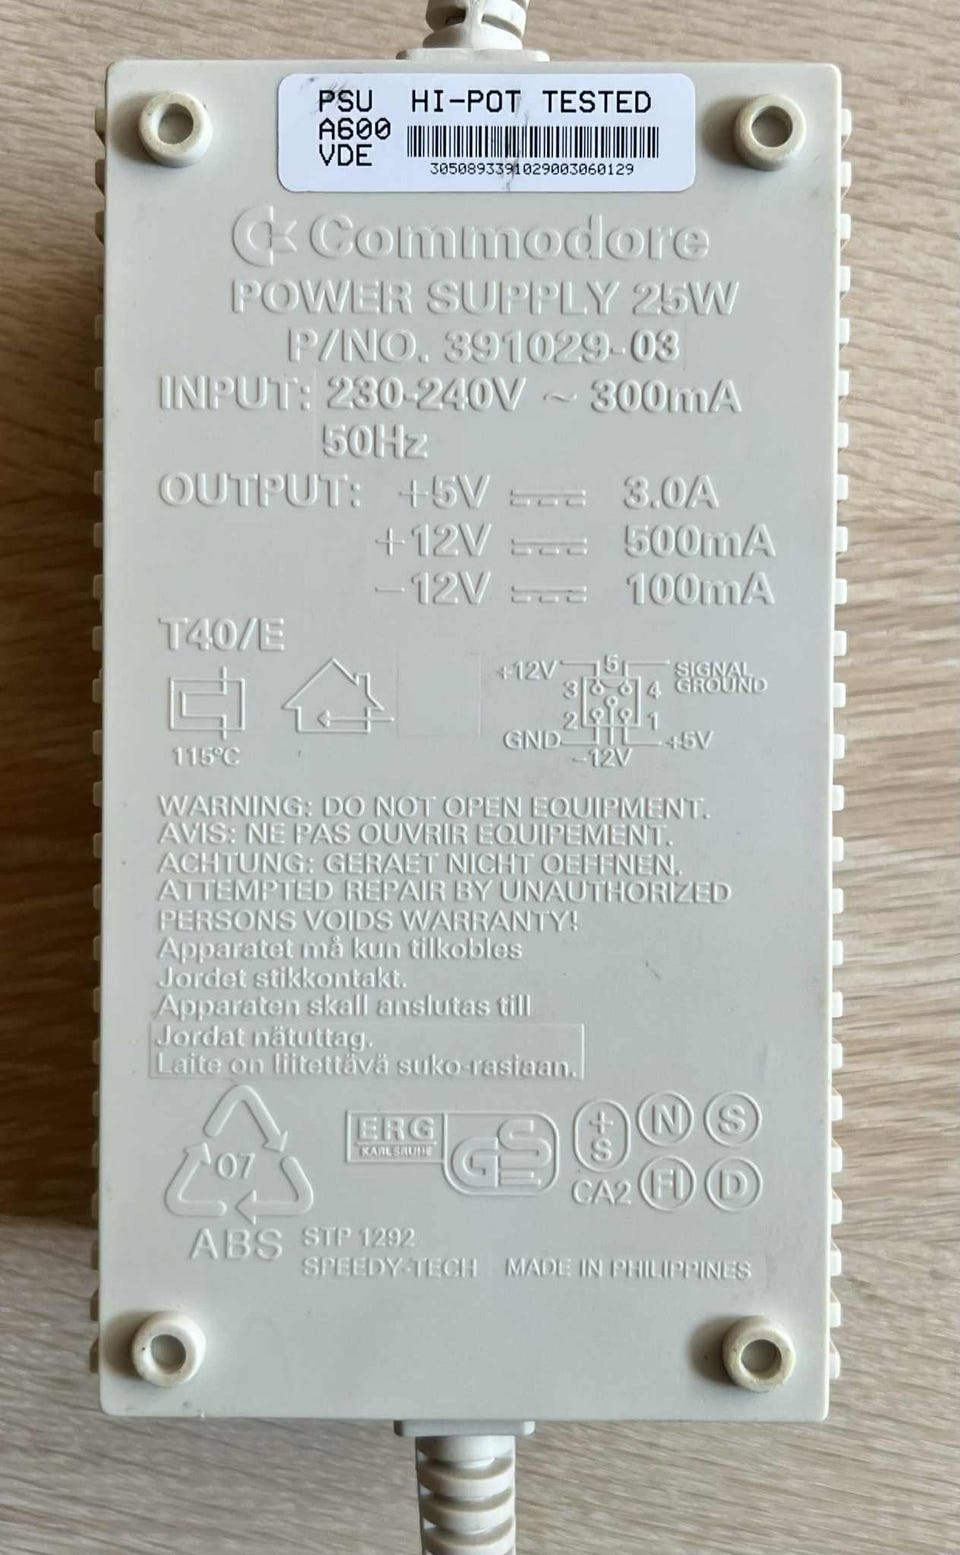 PSU HI-POT TESTED
A600
VDE
3050893391029003060129
Commodore
POWER SUPPLY 25W
P/NO. 391029-03
INPUT: 230-240V ~ 300mA
50Hz
OUTPUT: +5V ⎓ 3.0A
+12V ⎓ 500mA
-12V ⎓ 100mA
T40/E
115°C
+12V 5 SIGNAL
GROUND
3 4
2 1
GND -12V +5V
WARNING: DO NOT OPEN EQUIPMENT.
AVIS: NE PAS OUVRIR EQUIPEMENT.
ACHTUNG: GERAET NICHT OEFFNEN.
ATTEMPTED REPAIR BY UNAUTHORIZED
PERSONS VOIDS WARRANTY!
Apparatet må kun tilkobles
Jordet stikkontakt.
Apparaten skall anslutas till
Jordat nätuttag.
Laite on liitettävä suko-rasiaan.
07
ABS
ERG
KARLSRUHE
GS
+S N S
CA2 FI D
STP 1292
SPEEDY-TECH MADE IN PHILIPPINES